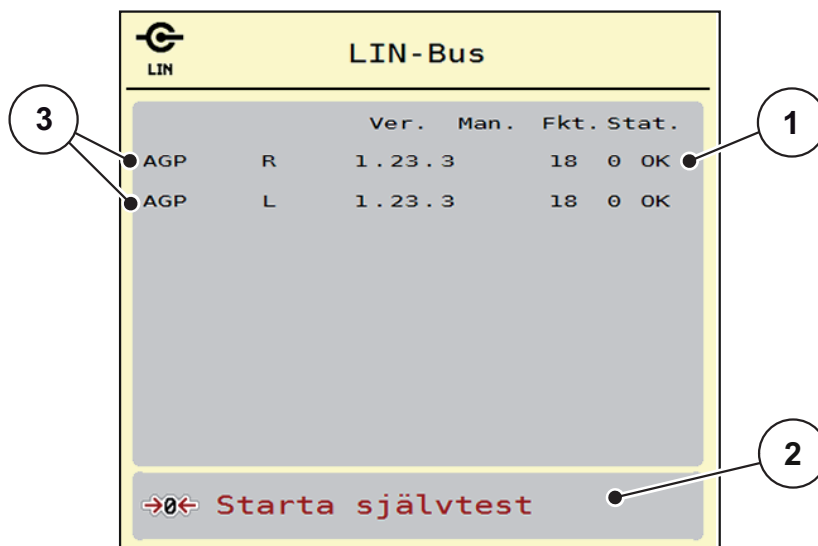 LIN
LIN-Bus
3
Ver. Man. Fkt. Stat.
1
AGP R 1.23.3 18 0 OK
AGP L 1.23.3 18 0 OK
2
0 Starta självtest